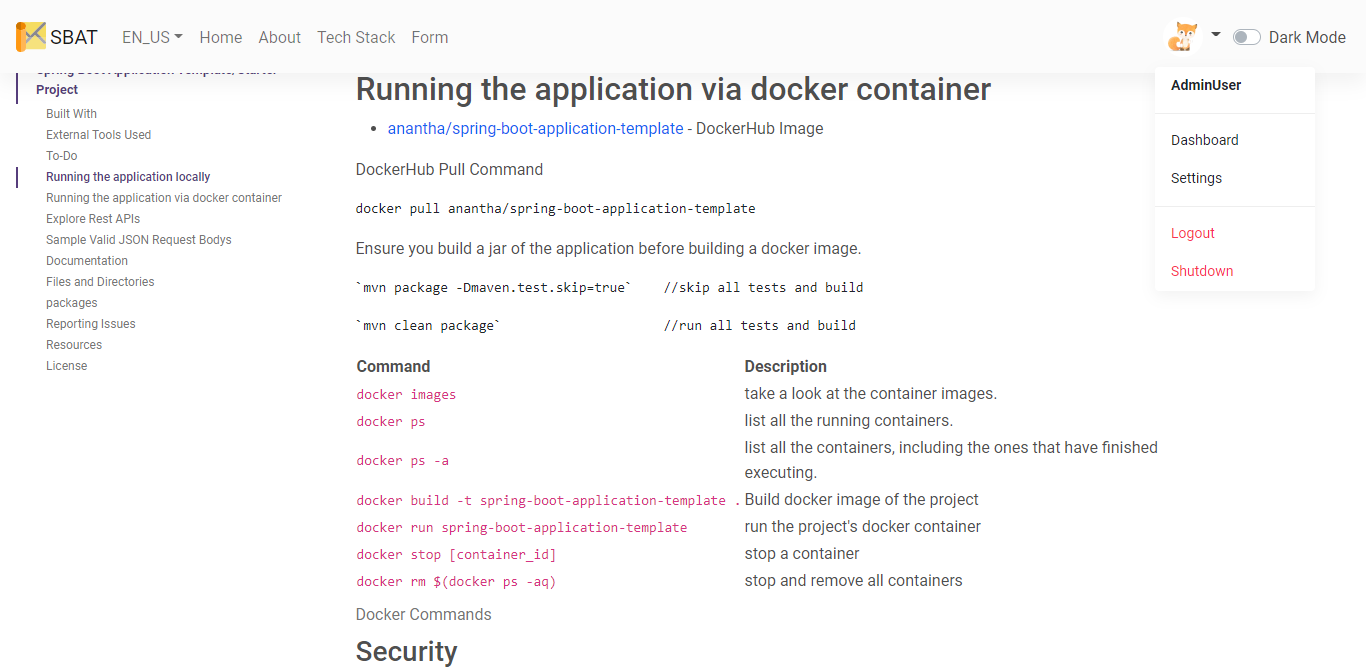 SBAT EN_US Home About Tech Stack Form Dark Mode
AdminUser
Dashboard
Settings
Logout
Shutdown
Spring Boot Application Template/Starter
Project
Built With
External Tools Used
To-Do
Running the application locally
Running the application via docker container
Explore Rest APIs
Sample Valid JSON Request Bodys
Documentation
Files and Directories
packages
Reporting Issues
Resources
License
Running the application via docker container
anantha/spring-boot-application-template - DockerHub Image
DockerHub Pull Command
docker pull anantha/spring-boot-application-template
Ensure you build a jar of the application before building a docker image.
`mvn package -Dmaven.test.skip=true` //skip all tests and build
`mvn clean package` //run all tests and build
Command Description
docker images take a look at the container images.
docker ps list all the running containers.
docker ps -a list all the containers, including the ones that have finished
executing.
docker build -t spring-boot-application-template . Build docker image of the project
docker run spring-boot-application-template run the project's docker container
docker stop [container_id] stop a container
docker rm $(docker ps -aq) stop and remove all containers
Docker Commands
Security